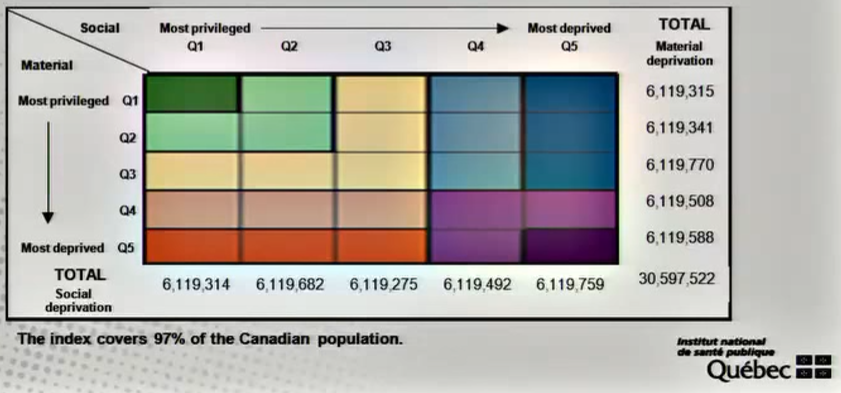 Social Most privileged Most deprived TOTAL
Q1 Q2 Q3 Q4 Q5 Material deprivation
Material
Most privileged Q1 6,119,315
Q2 6,119,341
Q3 6,119,770
Q4 6,119,508
Most deprived Q5 6,119,588
TOTAL Social deprivation 6,119,314 6,119,682 6,119,275 6,119,492 6,119,759 30,597,522
The index covers 97% of the Canadian population.
Institut national
de santé publique
Québec